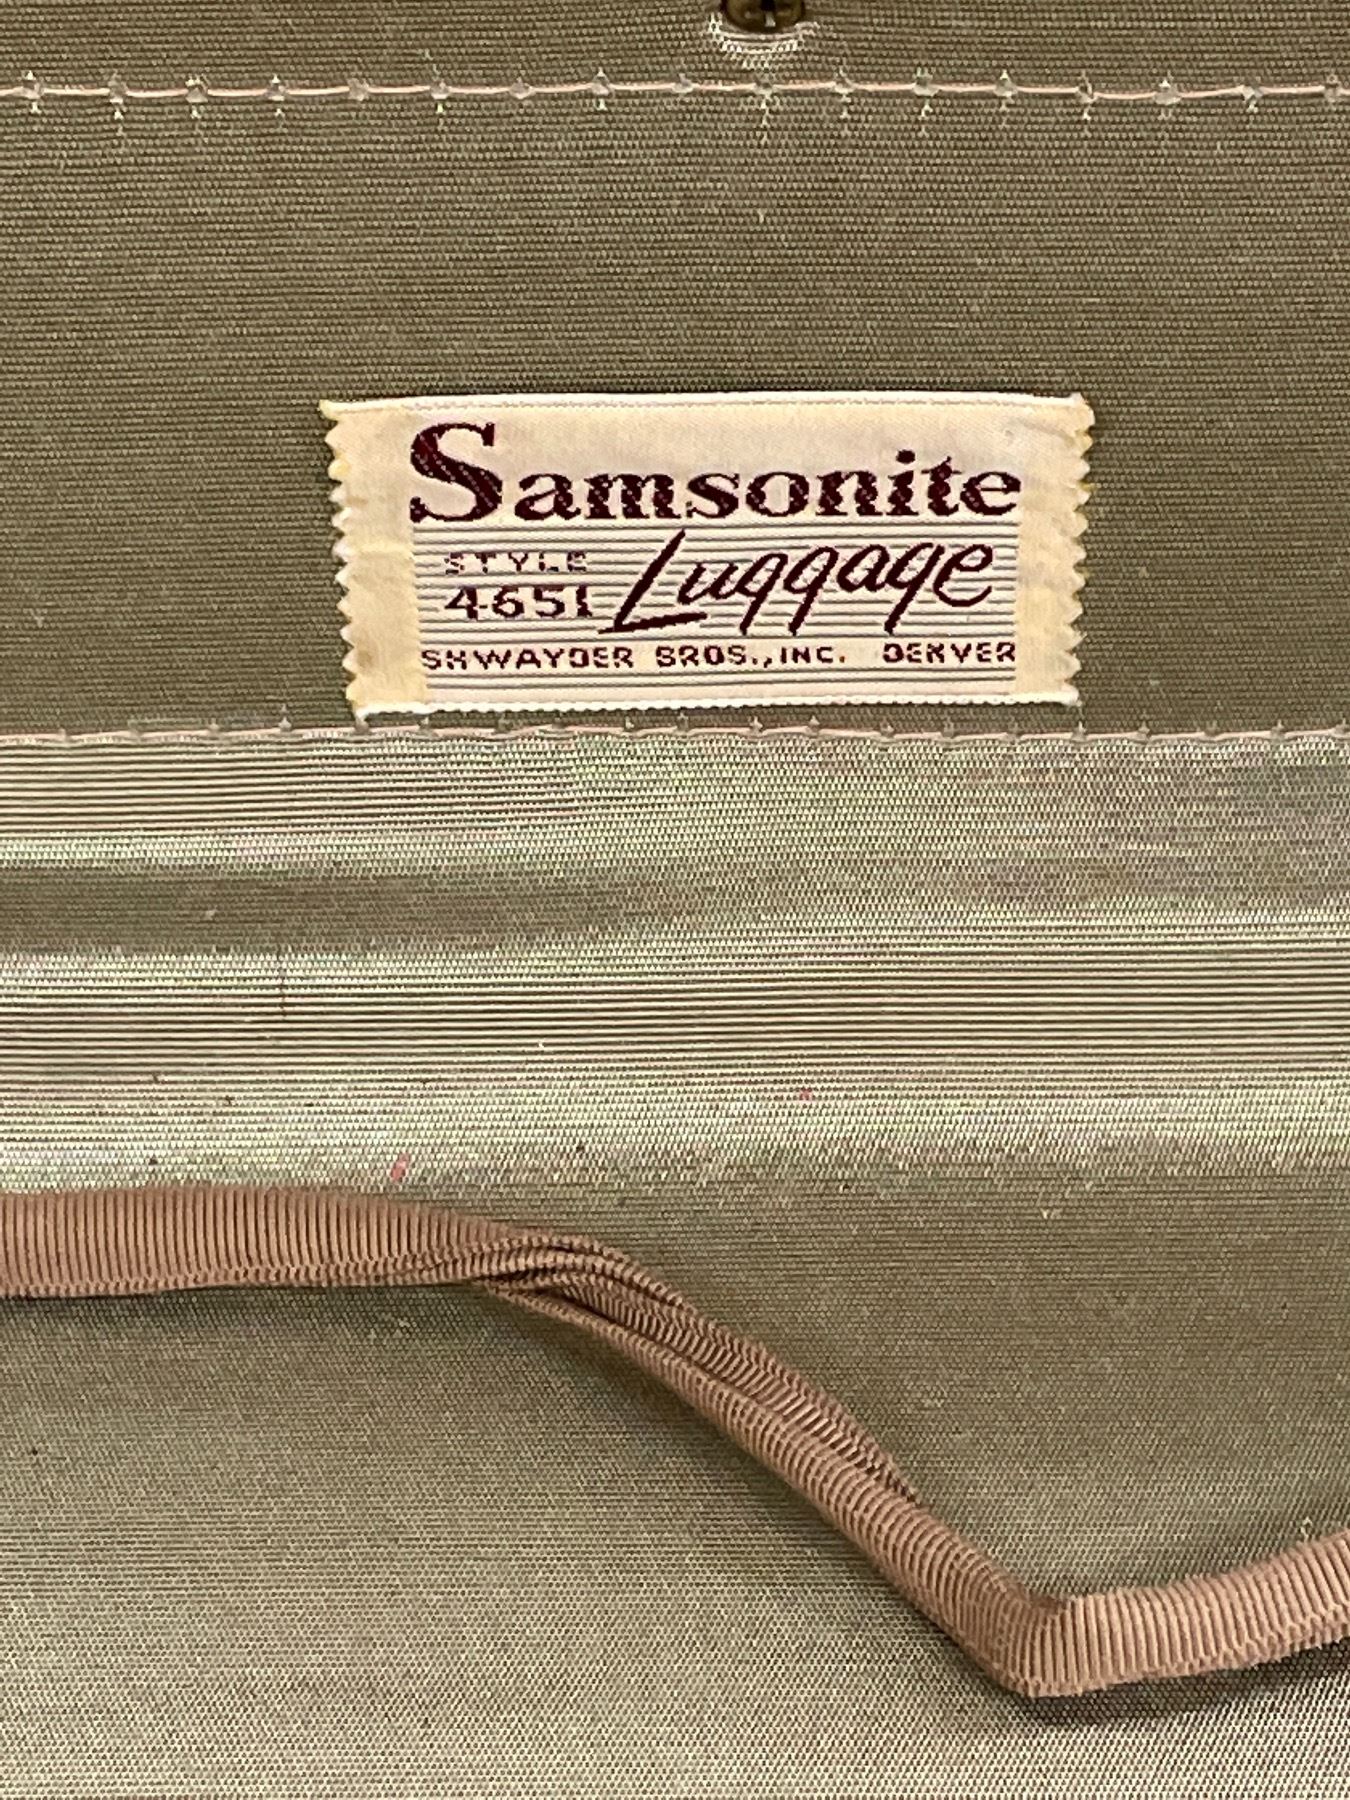 Samsonite
STYLE Luggage
4651
SHWAYDER BROS., INC. DENVER